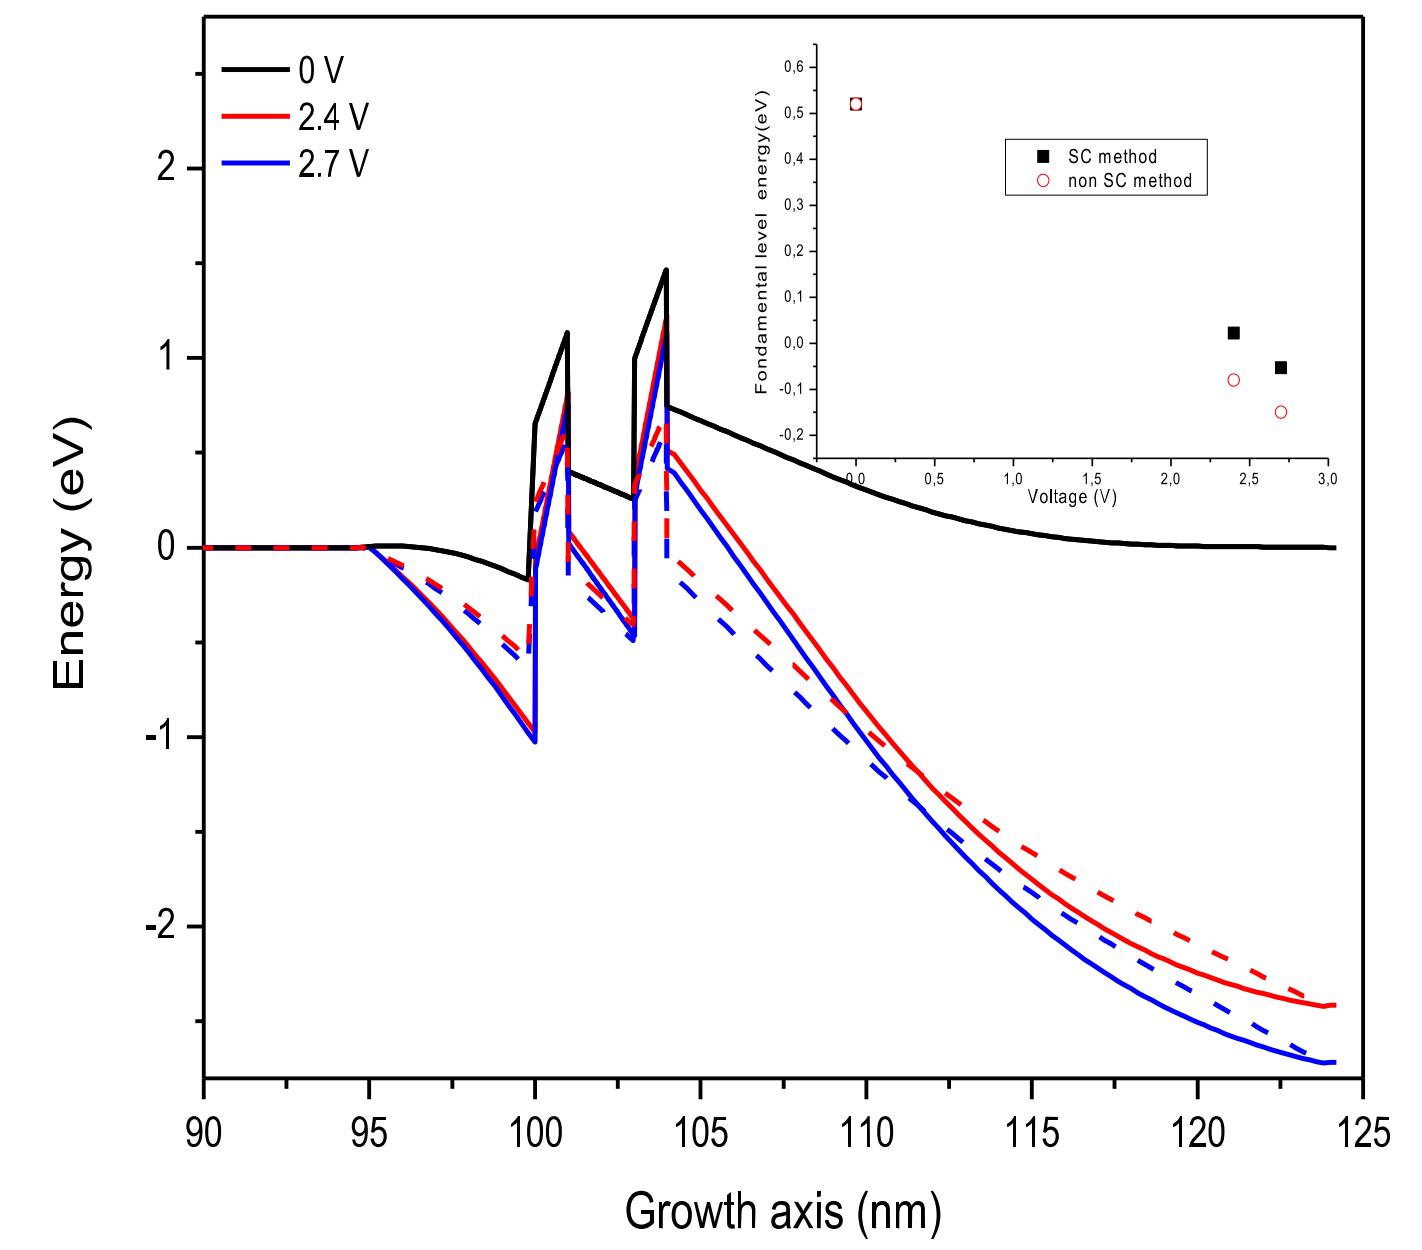 0 V
2.4 V
2.7 V
Energy (eV)
2
1
0
-1
-2
90 95 100 105 110 115 120 125
Growth axis (nm)
Fondamental level energy(eV)
0,6
0,5
0,4
0,3
0,2
0,1
0,0
-0,1
-0,2
SC method
non SC method
0,0 0,5 1,0 1,5 2,0 2,5 3,0
Voltage (V)